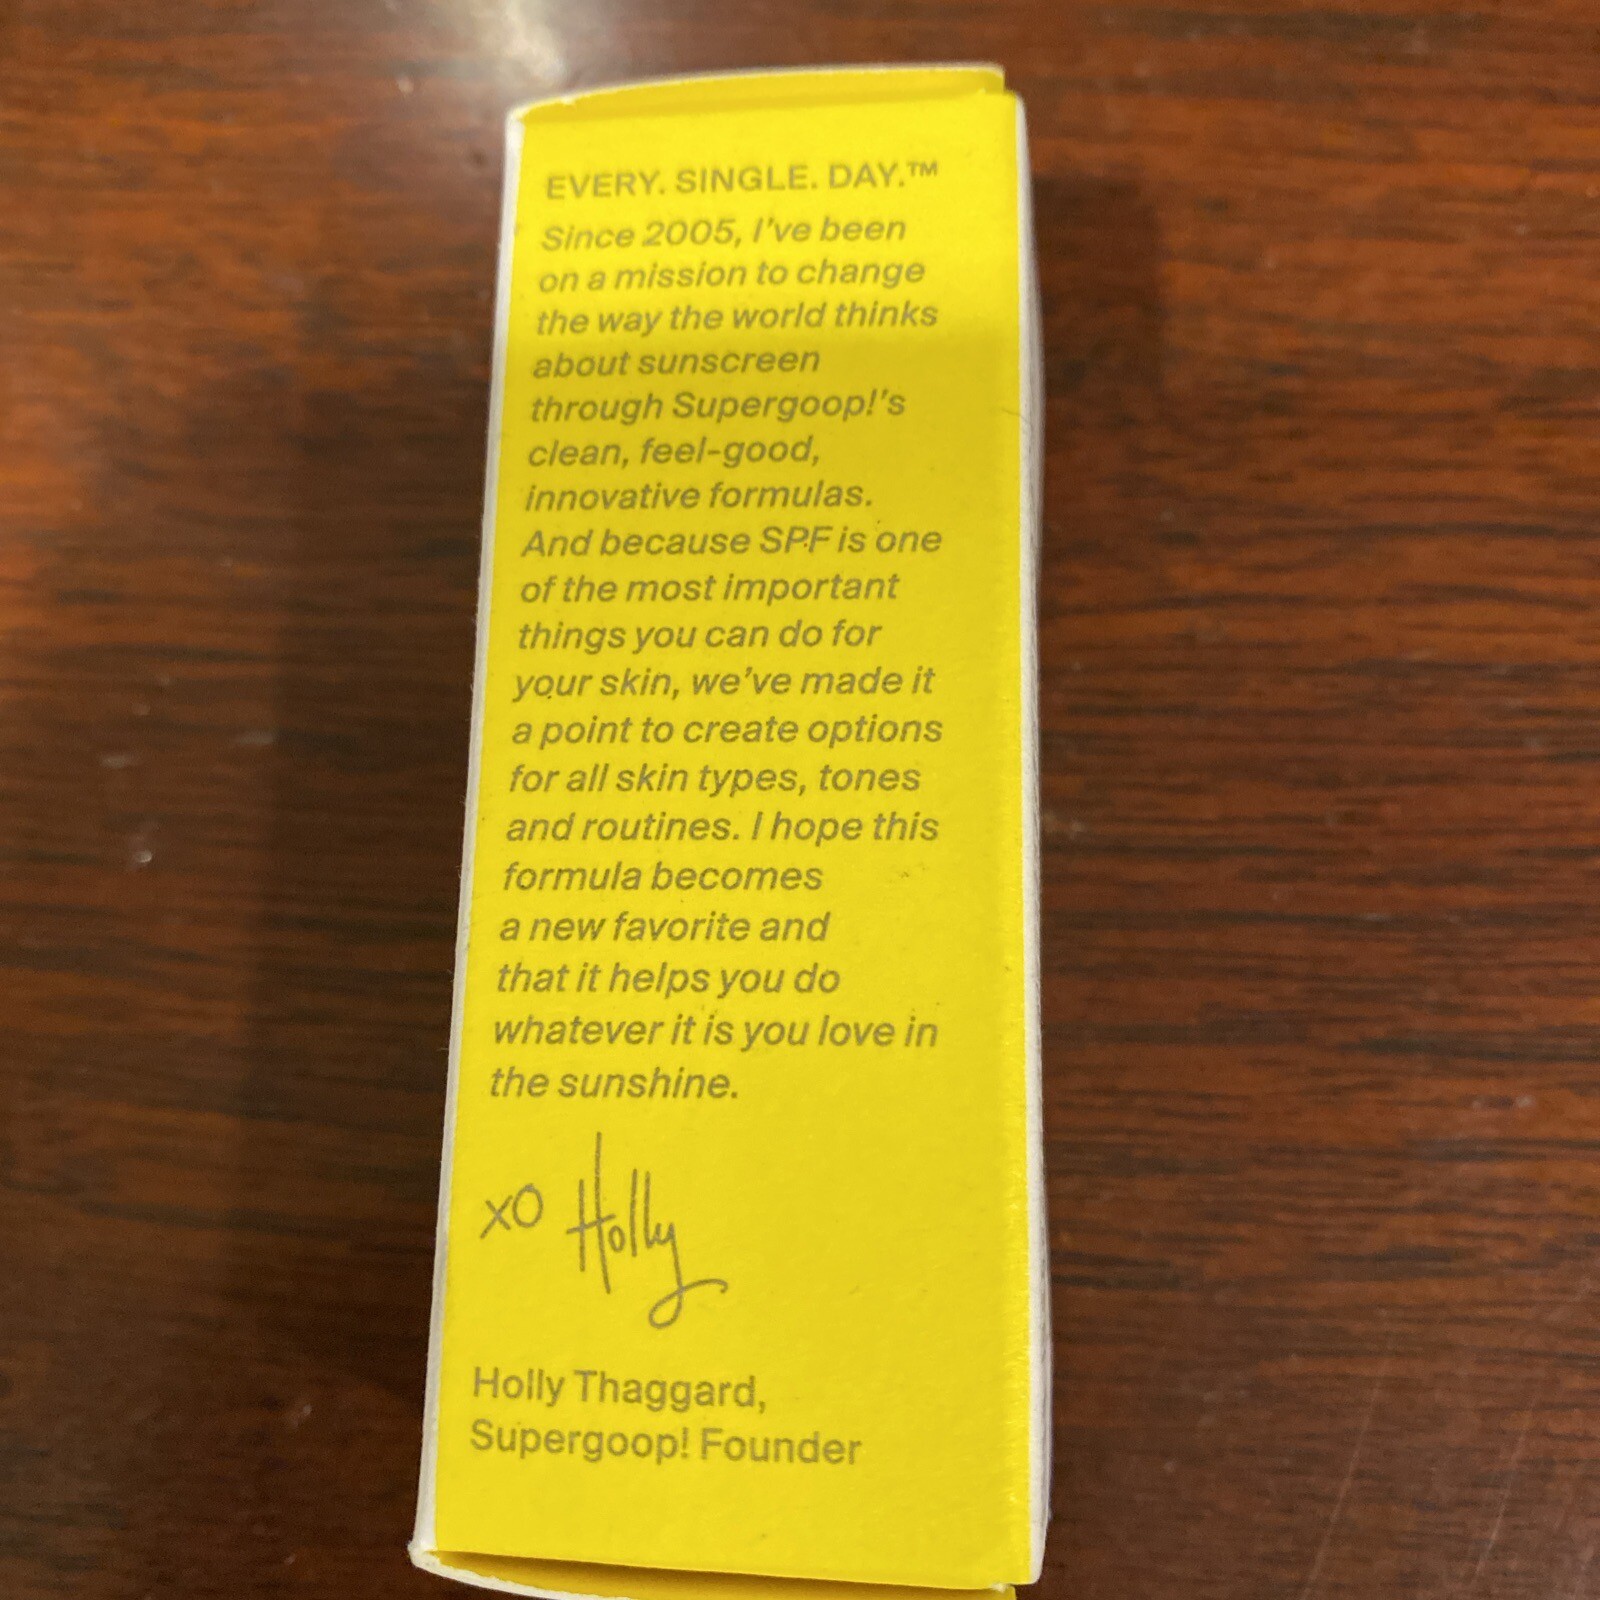 EVERY. SINGLE. DAY.™
Since 2005, I've been
on a mission to change
the way the world thinks
about sunscreen
through Supergoop!'s
clean, feel-good,
innovative formulas.
And because SPF is one
of the most important
things you can do for
your skin, we've made it
a point to create options
for all skin types, tones
and routines. I hope this
formula becomes
a new favorite and
that it helps you do
whatever it is you love in
the sunshine.
xo Holly
Holly Thaggard,
Supergoop! Founder